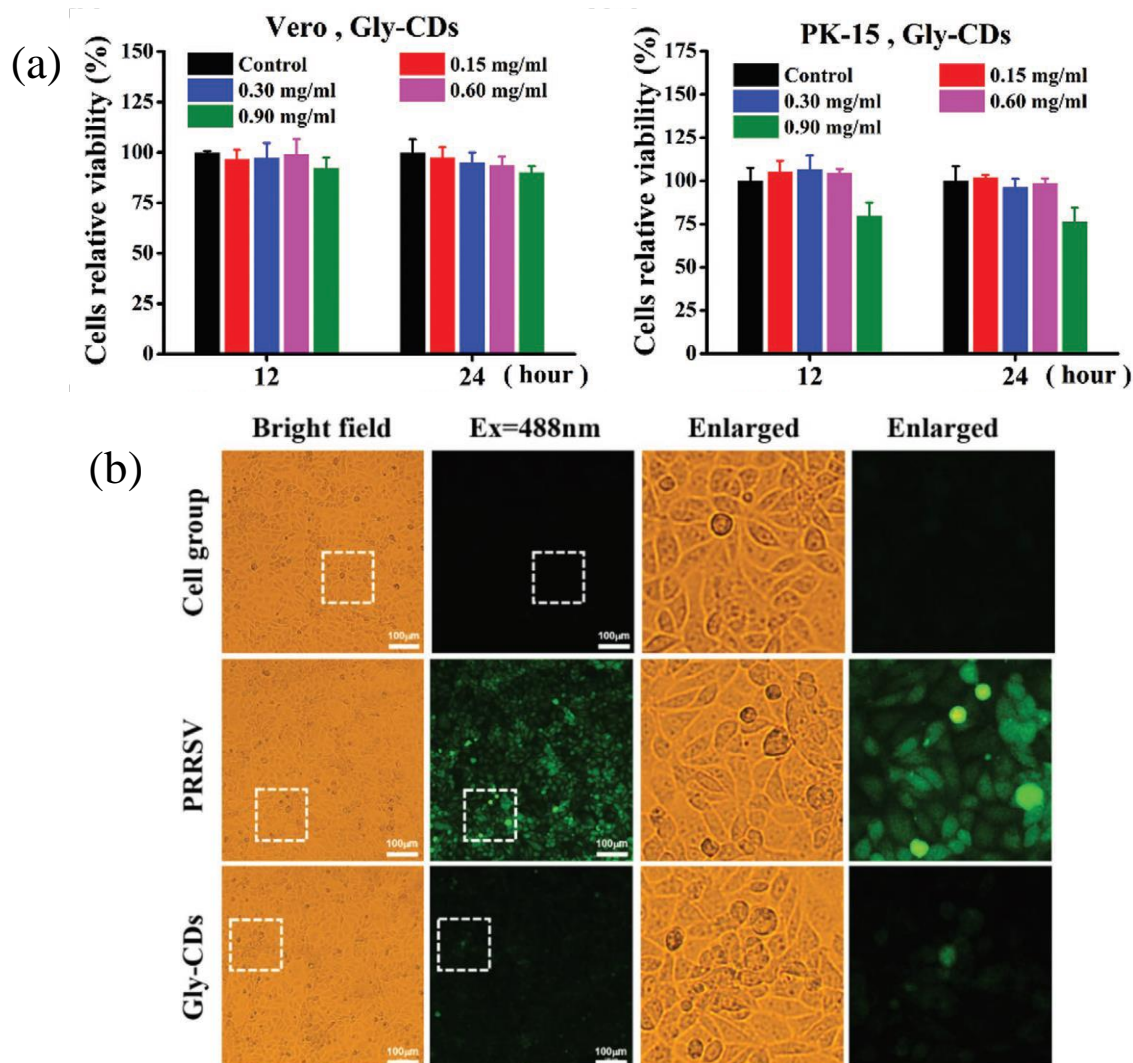 (a)
Vero , Gly-CDs
Cells relative viability (%)
150
125
100
75
50
25
0
Control
0.15 mg/ml
0.30 mg/ml
0.60 mg/ml
0.90 mg/ml
12
24
( hour )
PK-15 , Gly-CDs
Cells relative viability (%)
175
150
125
100
75
50
25
0
Control
0.15 mg/ml
0.30 mg/ml
0.60 mg/ml
0.90 mg/ml
12
24
( hour )
(b)
Bright field
Ex=488nm
Enlarged
Enlarged
Cell group
100μm
100μm
PRRSV
100μm
100μm
Gly-CDs
100μm
100μm